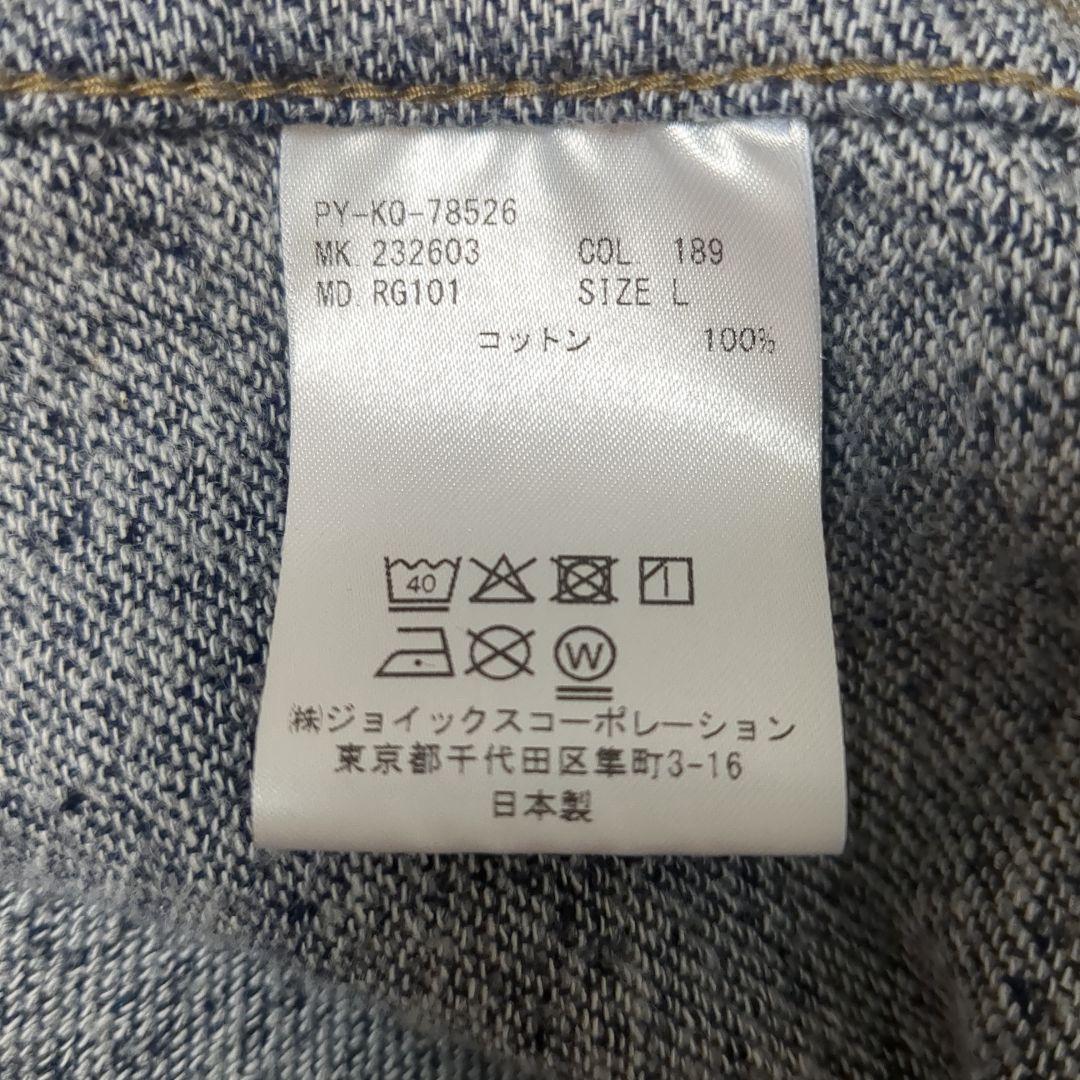 PY-KO-78526
MK 232603 COL 189
MD RG101 SIZE L
コットン 100%
40
W
㈱ジョイックスコーポレーション
東京都千代田区隼町3-16
日本製